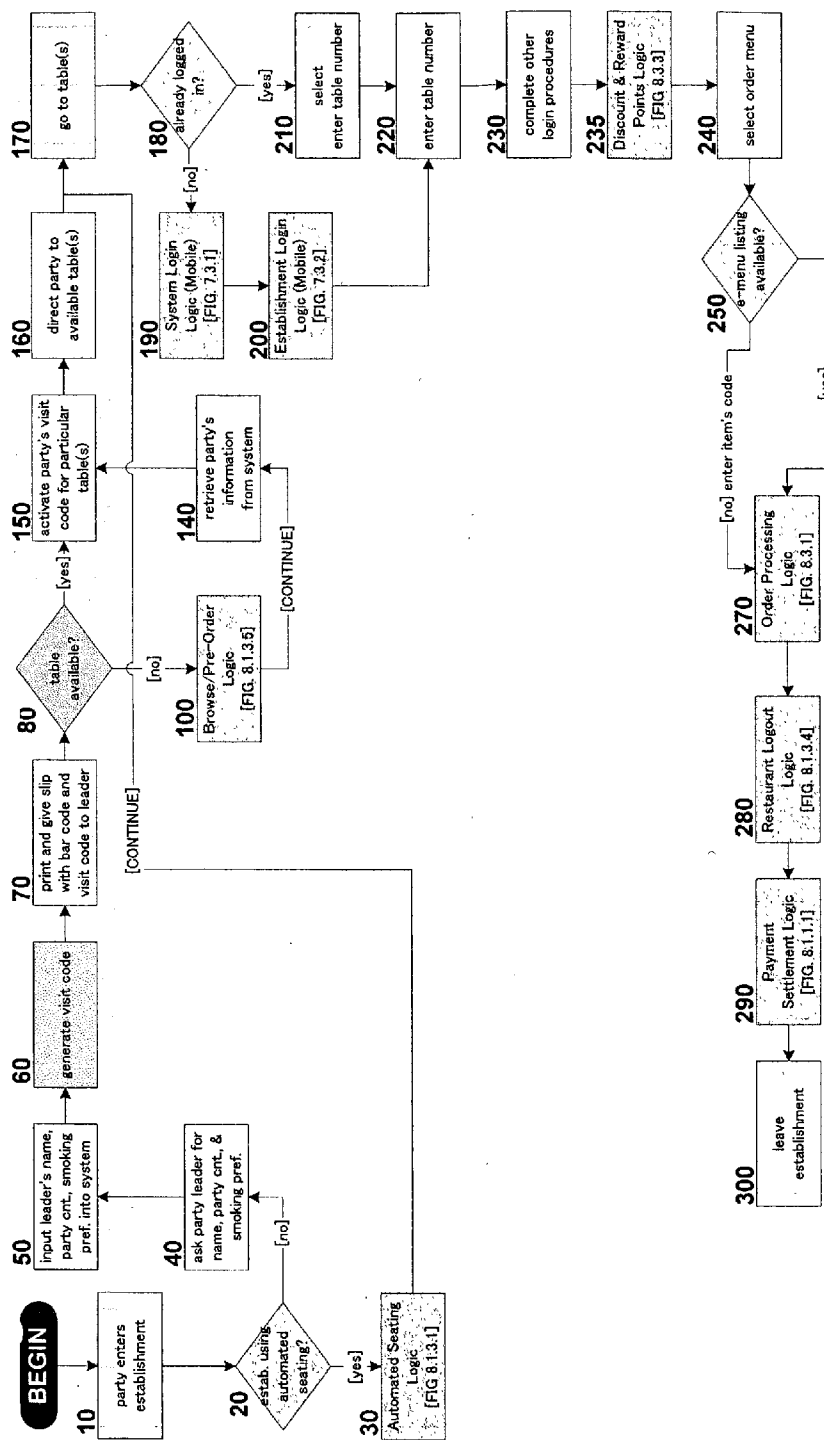 BEGIN
10
party enters
establishment
20
estab. using
automated
seating?
[yes]
[no]
30
Automated Seating
Logic
[FIG 8.1.3.1]
40
ask party leader for
name, party cnt., &
smoking pref.
50
input leader's name,
party cnt., smoking
pref. into system
60
generate visit code
70
print and give slip
with bar code and
visit code to leader
80
table
available?
[yes]
[no]
100
Browse/Pre-Order
Logic
[FIG. 8.1.3.5]
[CONTINUE]
[CONTINUE]
140
retrieve party's
information
from system
150
activate party's visit
code for particular
table(s)
160
direct party to
available table(s)
170
go to table(s)
180
already logged
in?
[no]
[yes]
190
System Login
Logic (Mobile)
[FIG. 7.3.1]
200
Establishment Login
Logic (Mobile)
[FIG. 7.3.2]
210
select
enter table number
220
enter table number
230
complete other
login procedures
235
Discount & Reward
Points Logic
[FIG 8.3.3]
240
select order menu
250
e-menu listing
available?
[no] enter item's code
[yes]
270
Order Processing
Logic
[FIG. 8.3.1]
280
Restaurant Logout
Logic
[FIG. 8.1.3.4]
290
Payment
Settlement Logic
[FIG. 8.1.1.1]
300
leave
establishment